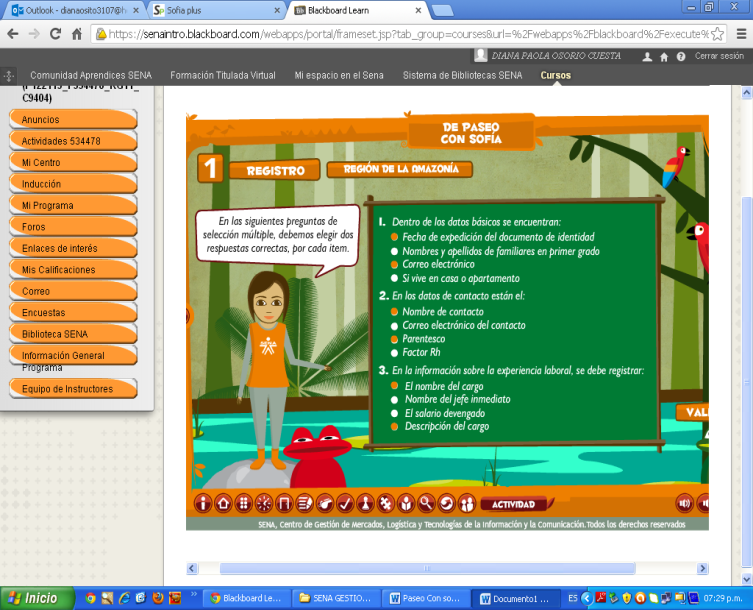 Outlook - dianaosito3107@h
Sofia plus
Blackboard Learn
https://senaintro.blackboard.com/webapps/portal/frameset.jsp?tab_group=courses&url=%2Fwebapps%2Fblackboard%2Fexecute%
DIANA PAOLA OSORIO CUESTA
Cerrar sesión
Comunidad Aprendices SENA
Formación Titulada Virtual
Mi espacio en el Sena
Sistema de Bibliotecas SENA
Cursos
C9404)
Anuncios
Actividades 534478
Mi Centro
Inducción
Mi Programa
Foros
Enlaces de interés
Mis Calificaciones
Correo
Encuestas
Biblioteca SENA
Información General
Programa
Equipo de Instructores
DE PASEO
CON SOFÍA
1 REGISTRO REGIÓN DE LA AMAZONÍA
En las siguientes preguntas de
selección múltiple, debemos elegir dos
respuestas correctas, por cada item.
1. Dentro de los datos básicos se encuentran:
Fecha de expedición del documento de identidad
Nombres y apellidos de familiares en primer grado
Correo electrónico
Si vive en casa o apartamento
2. En los datos de contacto están el:
Nombre de contacto
Correo electrónico del contacto
Parentesco
Factor Rh
3. En la información sobre la experiencia laboral, se debe registrar:
El nombre del cargo
Nombre del jefe inmediato
El salario devengado
Descripción del cargo
VAL
ACTIVIDAD
SENA, Centro de Gestión de Mercados, Logística y Tecnologías de la Información y la Comunicación. Todos los derechos reservados
Inicio
Blackboard Le...
SENA GESTIO...
Paseo Con so...
Documento1 ...
ES
07:29 p.m.